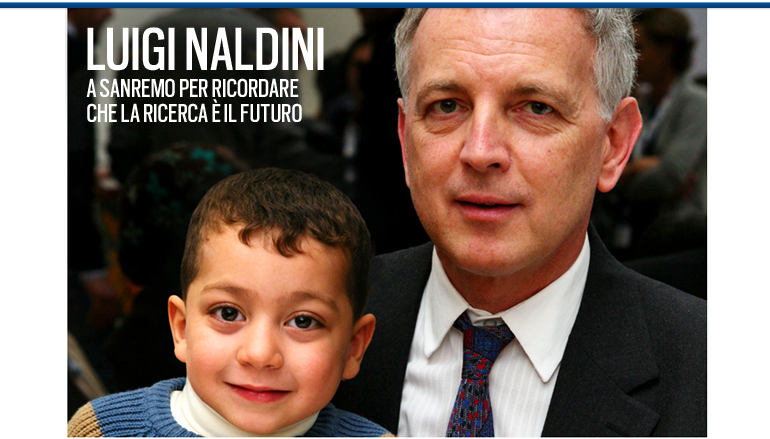 LUIGI NALDINI
A SANREMO PER RICORDARE
CHE LA RICERCA È IL FUTURO